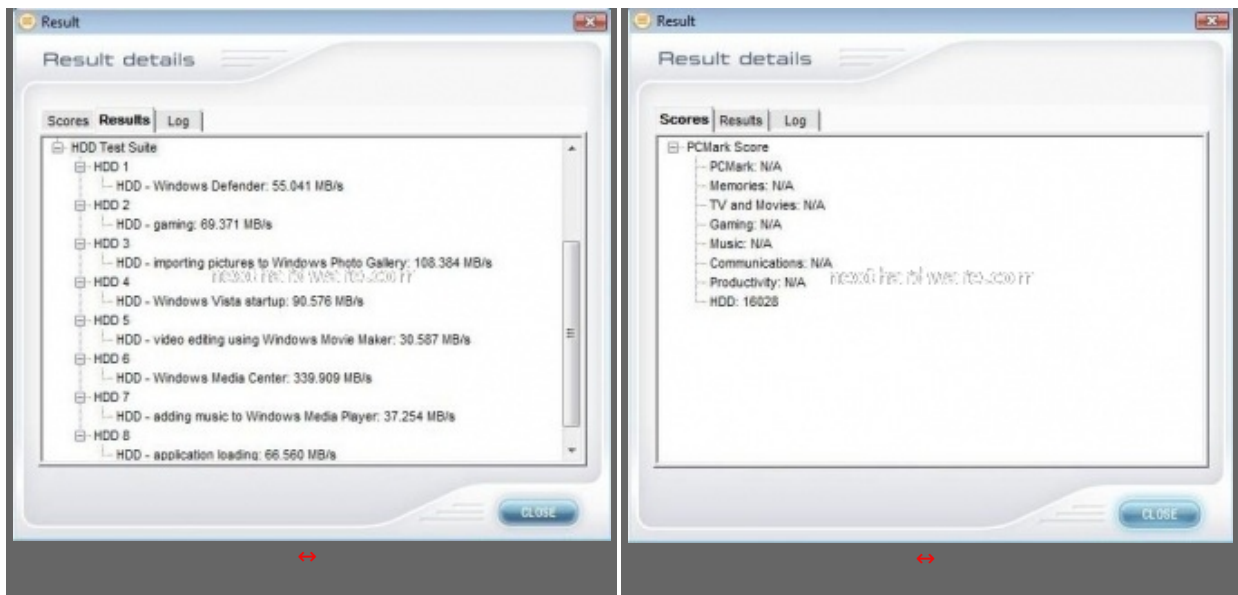 Result
Result details
Scores Results Log
HDD Test Suite
HDD 1
HDD - Windows Defender: 55.041 MB/s
HDD 2
HDD - gaming: 69.371 MB/s
HDD 3
HDD - importing pictures to Windows Photo Gallery: 108.384 MB/s
HDD 4
HDD - Windows Vista startup: 90.576 MB/s
HDD 5
HDD - video editing using Windows Movie Maker: 30.587 MB/s
HDD 6
HDD - Windows Media Center: 339.909 MB/s
HDD 7
HDD - adding music to Windows Media Player: 37.254 MB/s
HDD 8
HDD - application loading: 66.560 MB/s
CLOSE
Result
Result details
Scores Results Log
PCMark Score
PCMark: N/A
Memories: N/A
TV and Movies: N/A
Gaming: N/A
Music: N/A
Communications: N/A
Productivity: N/A
HDD: 16028
CLOSE